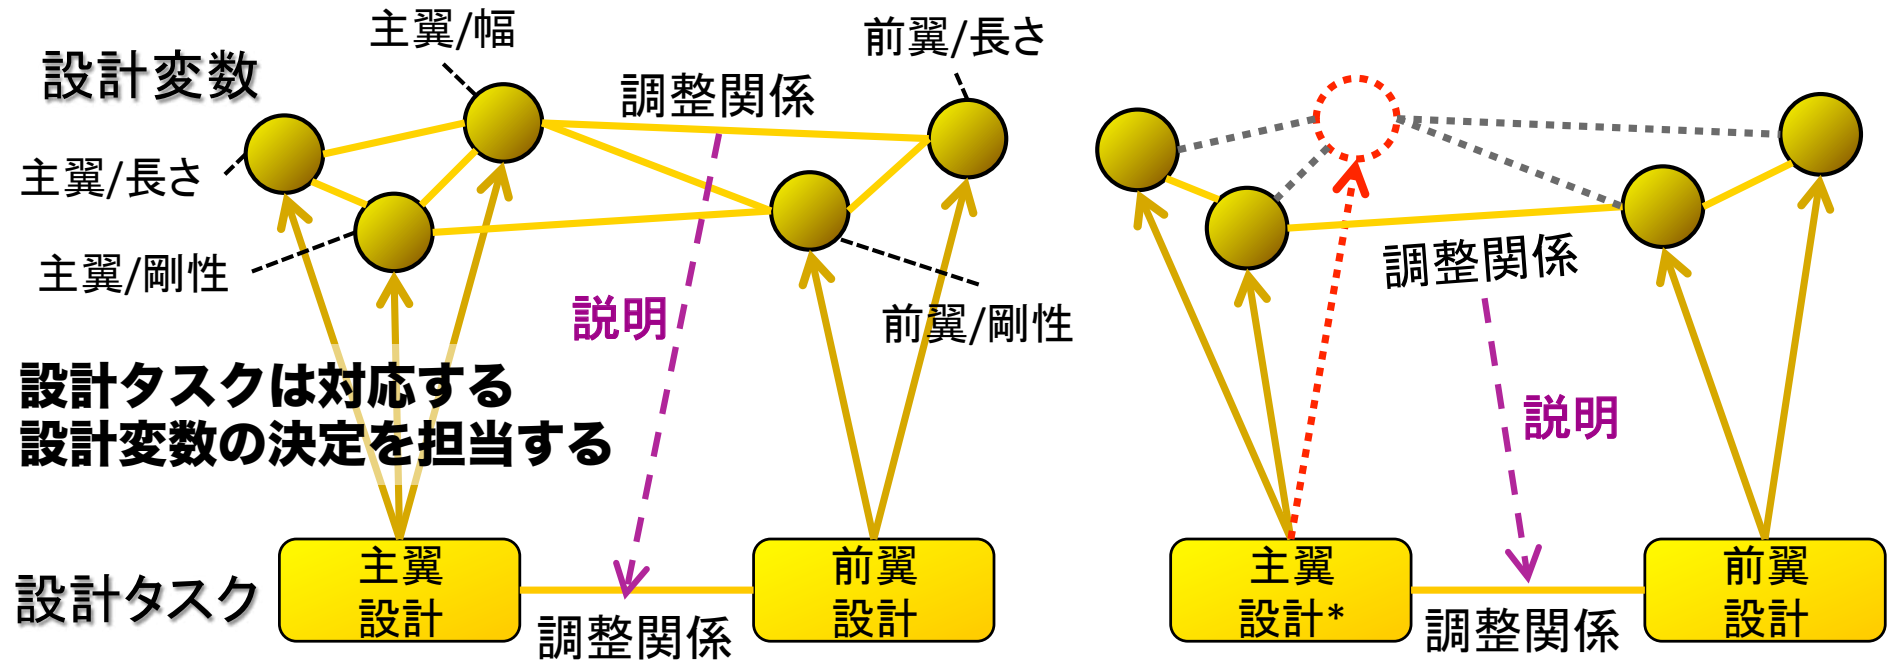 主翼/幅
前翼/長さ
設計変数
調整関係
主翼/長さ
主翼/剛性
調整関係
説明
前翼/剛性
設計タスクは対応する
設計変数の決定を担当する
説明
設計タスク
主翼
設計
前翼
設計
主翼
設計*
前翼
設計
調整関係
調整関係